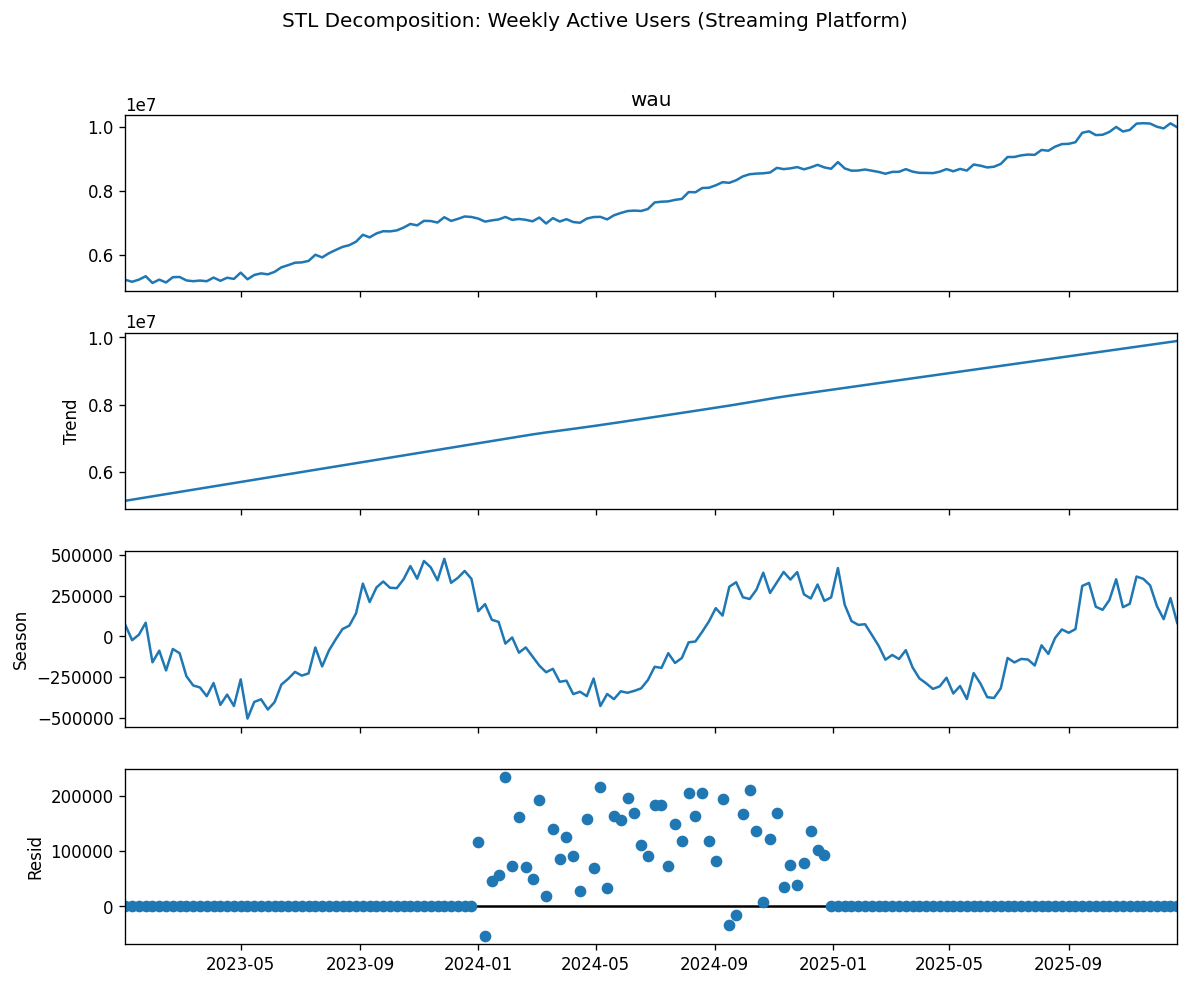 STL Decomposition: Weekly Active Users (Streaming Platform)
wau
1e7
1.0
0.8
0.6
1e7
1.0
0.8
0.6
Trend
500000
250000
0
−250000
−500000
Season
200000
100000
0
Resid
2023-05 2023-09 2024-01 2024-05 2024-09 2025-01 2025-05 2025-09